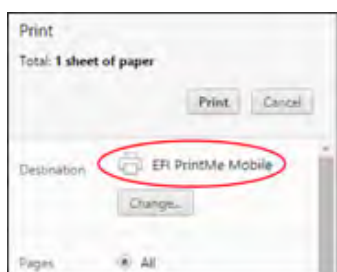 Print
Total: 1 sheet of paper
Print Cancel
Destination EFI PrintMe Mobile
Change...
Pages All